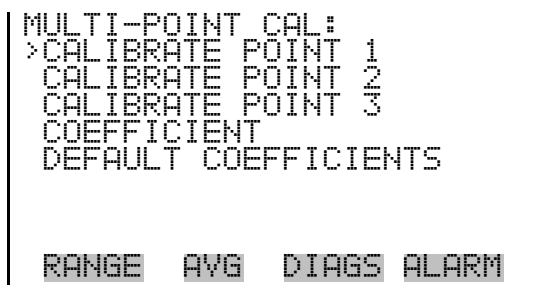 MULTI-POINT CAL:
>CALIBRATE POINT 1
CALIBRATE POINT 2
CALIBRATE POINT 3
COEFFICIENT
DEFAULT COEFFICIENTS
RANGE AVG DIAGS ALARM